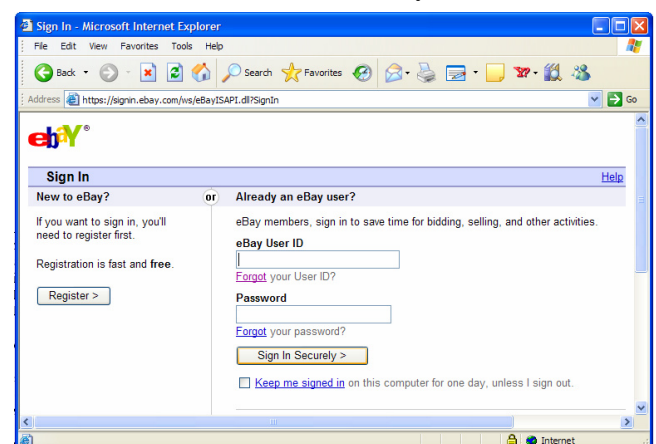 Sign In - Microsoft Internet Explorer
File Edit View Favorites Tools Help
Back Search Favorites
Address https://signin.ebay.com/ws/eBayISAPI.dll?SignIn Go
ebY®
Sign In Help
New to eBay? or Already an eBay user?
If you want to sign in, you'll
need to register first.
Registration is fast and free.
Register >
eBay members, sign in to save time for bidding, selling, and other activities.
eBay User ID
Forgot your User ID?
Password
Forgot your password?
Sign In Securely >
Keep me signed in on this computer for one day, unless I sign out.
Internet